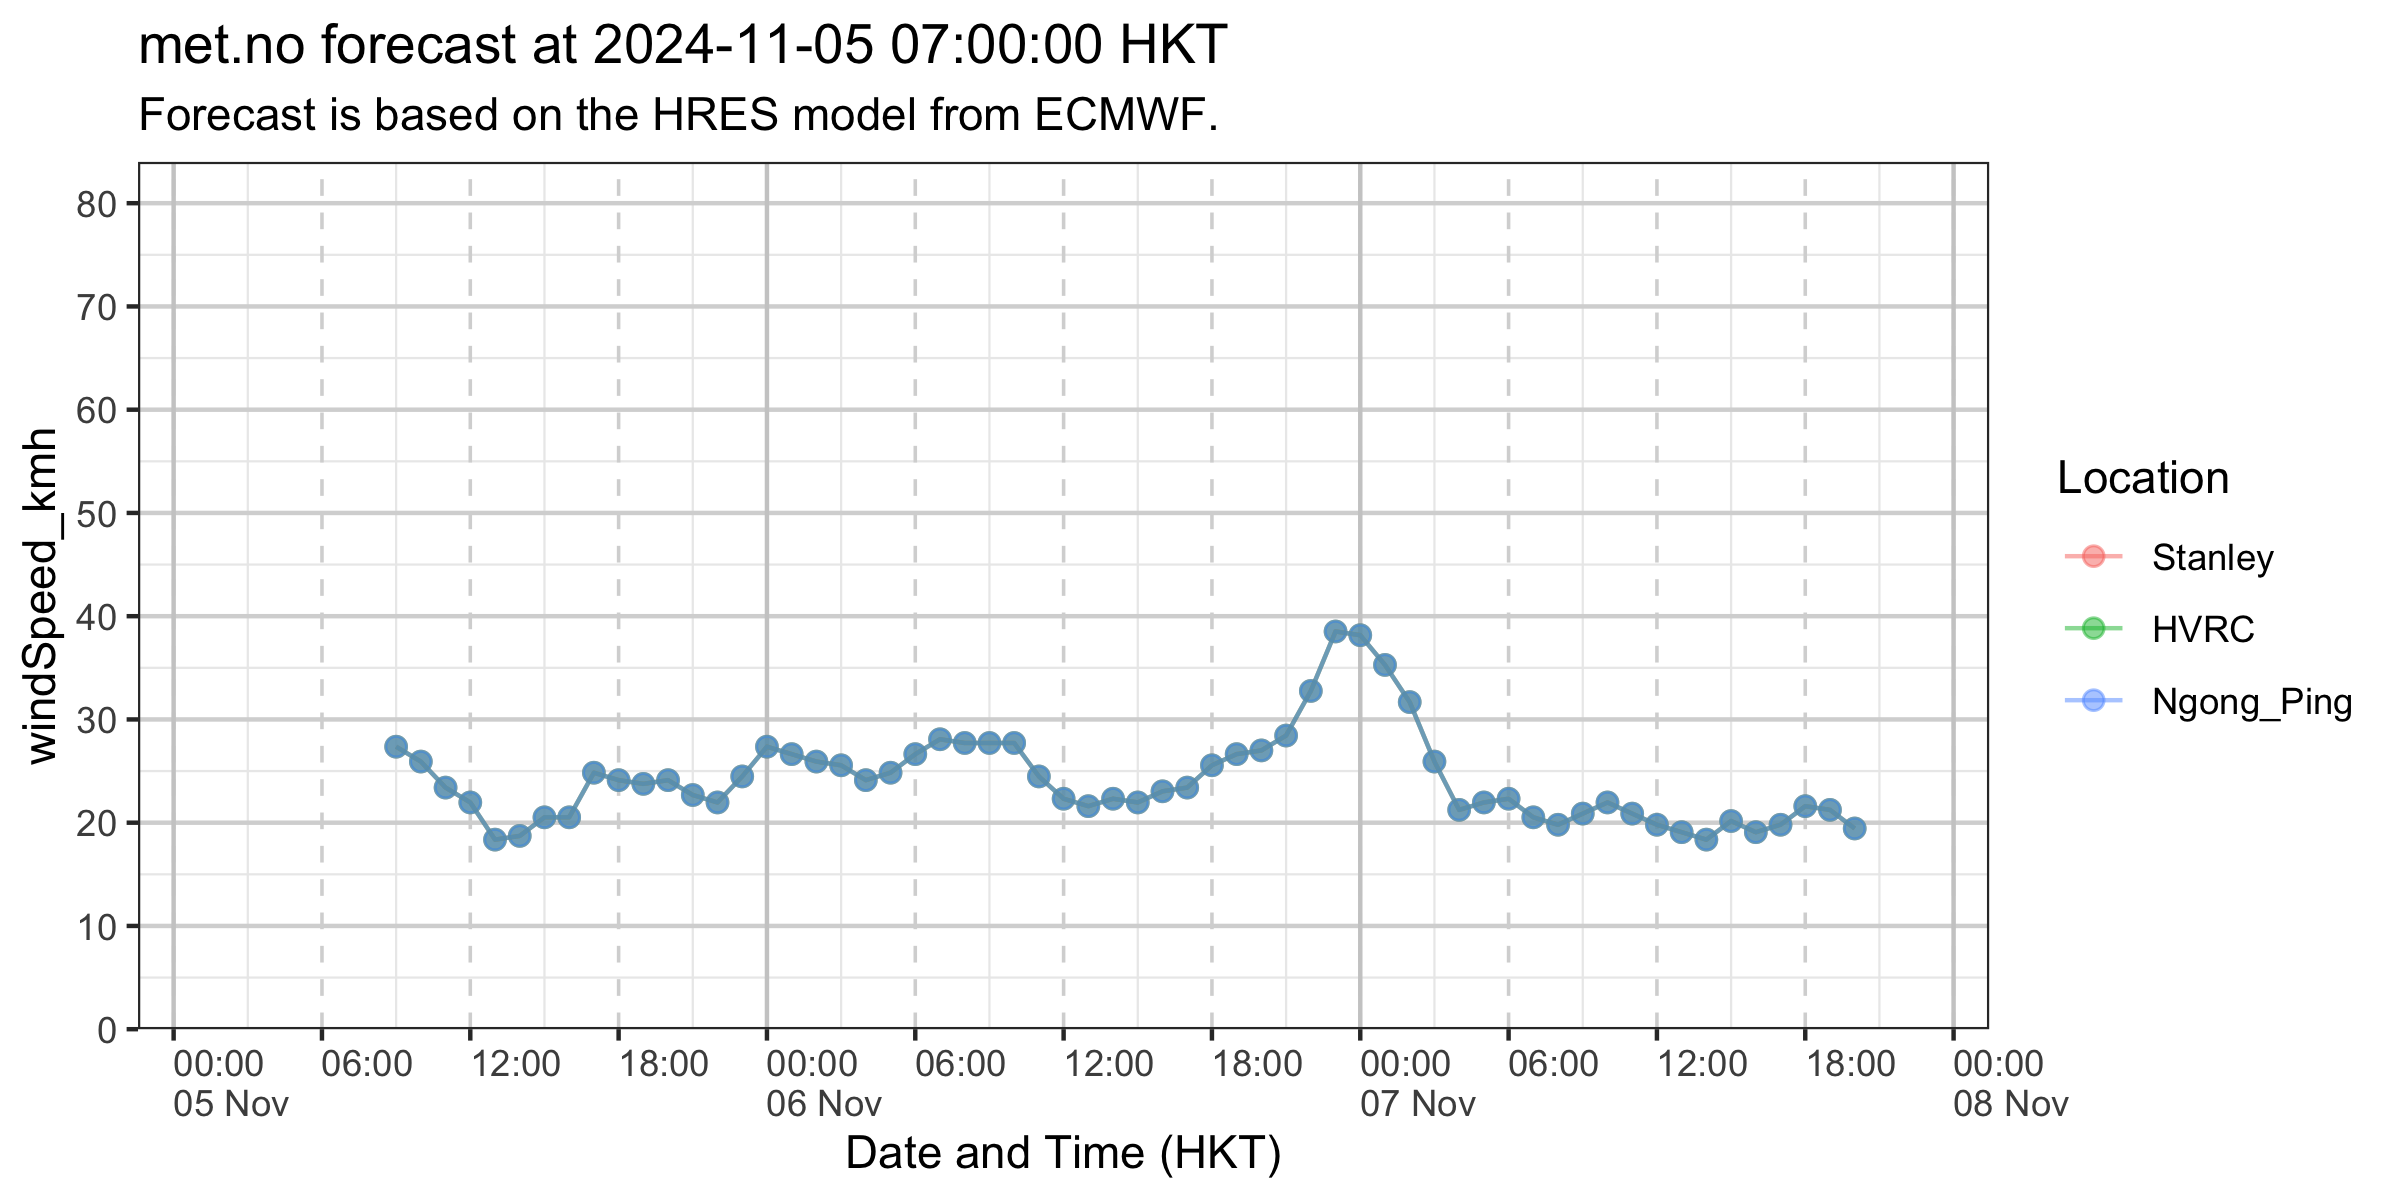 met.no forecast at 2024-11-05 07:00:00 HKT
Forecast is based on the HRES model from ECMWF.
windSpeed_kmh
80
70
60
50
40
30
20
10
0
00:00 06:00 12:00 18:00 00:00 06:00 12:00 18:00 00:00 06:00 12:00 18:00 00:00
05 Nov 06 Nov 07 Nov 08 Nov
Date and Time (HKT)
Location
Stanley
HVRC
Ngong_Ping